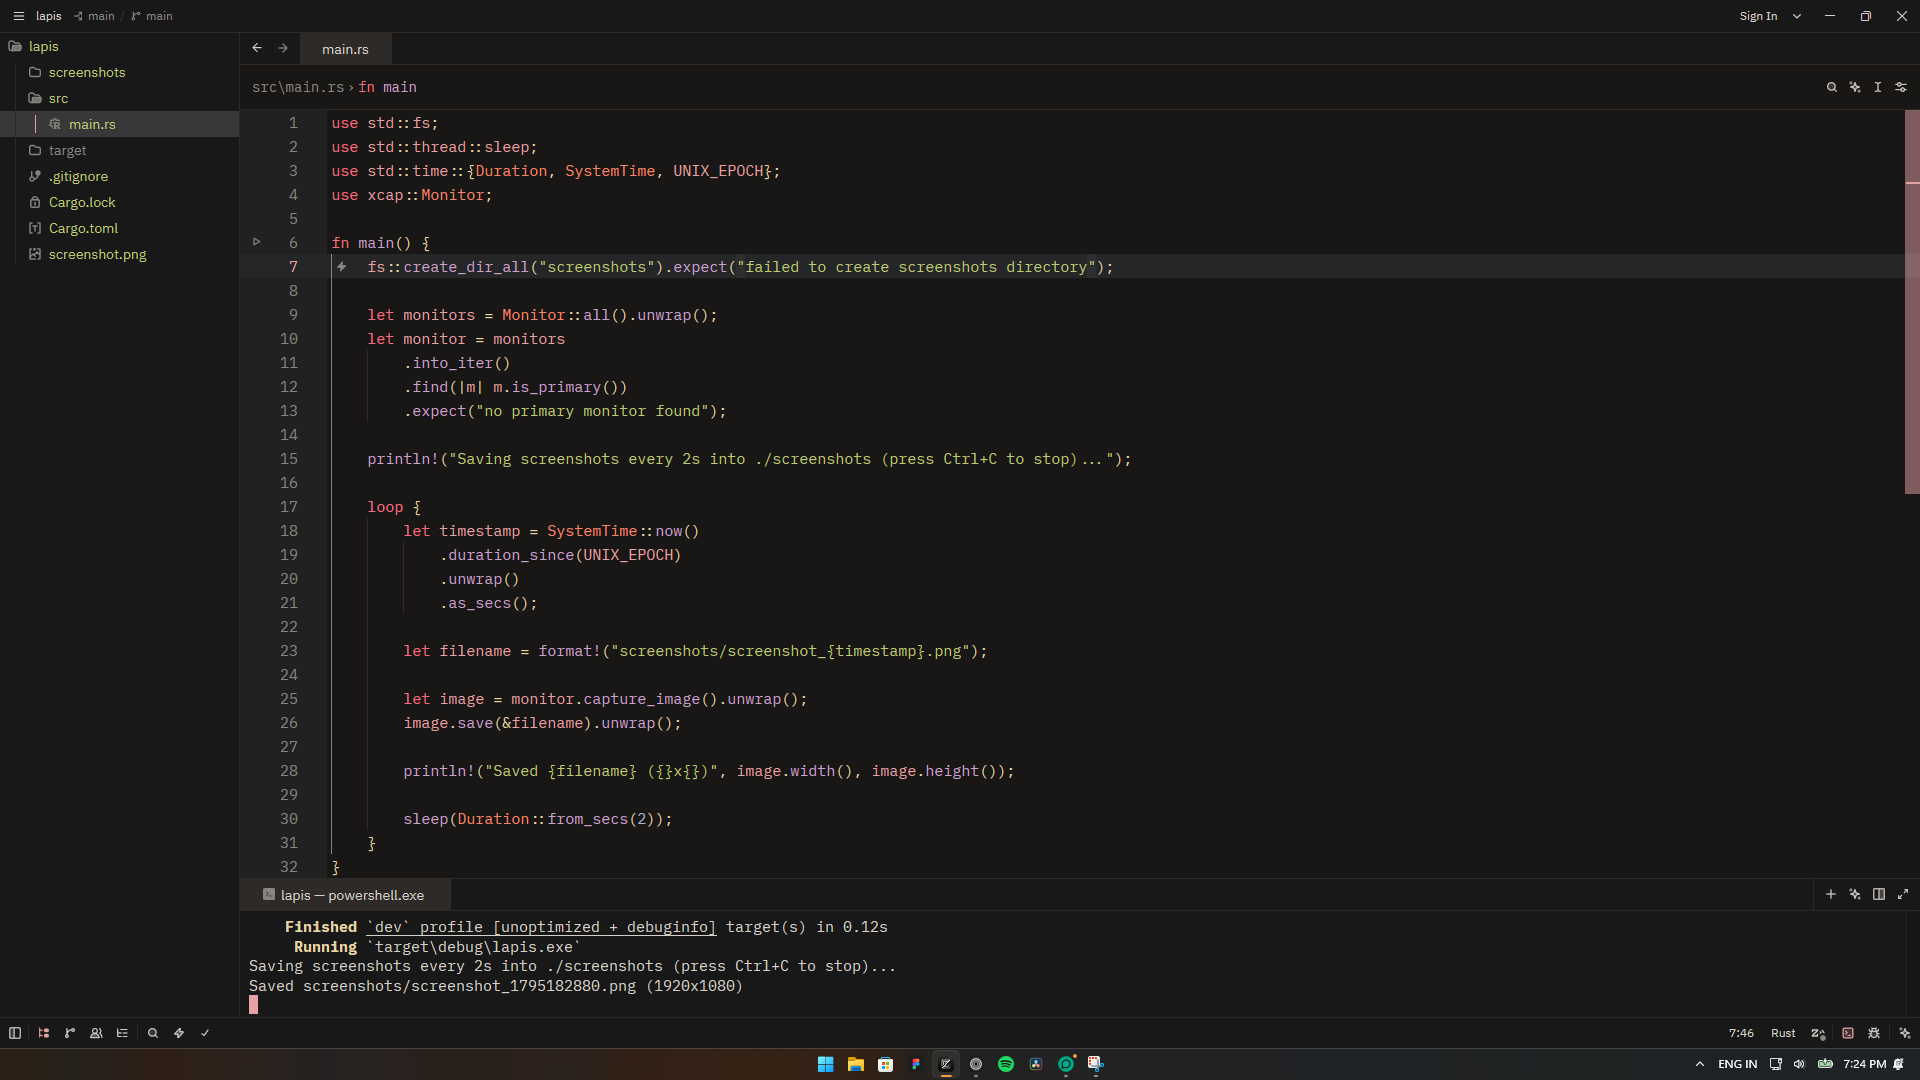 lapis main / main
Sign In
lapis
screenshots
src
main.rs
target
.gitignore
Cargo.lock
Cargo.toml
screenshot.png
main.rs
src\main.rs › fn main
1 use std::fs;
2 use std::thread::sleep;
3 use std::time::{Duration, SystemTime, UNIX_EPOCH};
4 use xcap::Monitor;
5
6 fn main() {
7 fs::create_dir_all("screenshots").expect("failed to create screenshots directory");
8
9 let monitors = Monitor::all().unwrap();
10 let monitor = monitors
11 .into_iter()
12 .find(|m| m.is_primary())
13 .expect("no primary monitor found");
14
15 println!("Saving screenshots every 2s into ./screenshots (press Ctrl+C to stop)...");
16
17 loop {
18 let timestamp = SystemTime::now()
19 .duration_since(UNIX_EPOCH)
20 .unwrap()
21 .as_secs();
22
23 let filename = format!("screenshots/screenshot_{timestamp}.png");
24
25 let image = monitor.capture_image().unwrap();
26 image.save(&filename).unwrap();
27
28 println!("Saved {filename} ({}x{})", image.width(), image.height());
29
30 sleep(Duration::from_secs(2));
31 }
32 }
lapis — powershell.exe
Finished `dev` profile [unoptimized + debuginfo] target(s) in 0.12s
Running `target\debug\lapis.exe`
Saving screenshots every 2s into ./screenshots (press Ctrl+C to stop)...
Saved screenshots/screenshot_1795182880.png (1920x1080)
7:46 Rust
ENG IN 7:24 PM